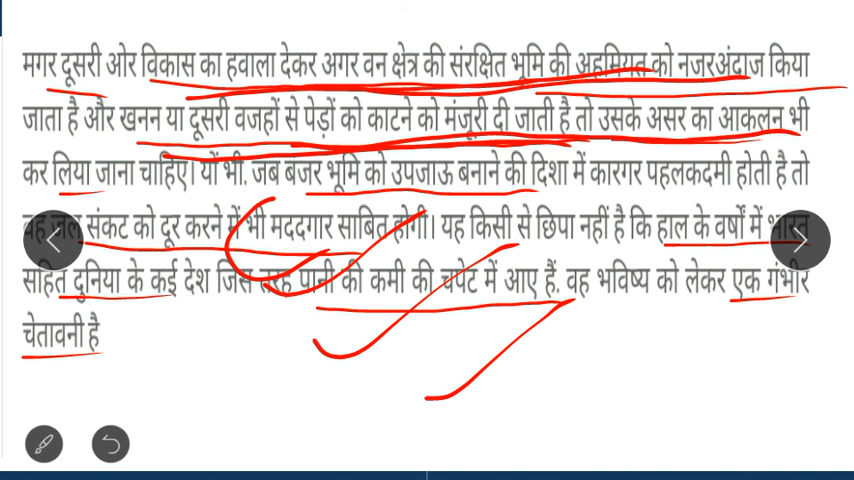 मगर दूसरी ओर विकास का हवाला देकर अगर वन क्षेत्र की संरक्षित भूमि की अहमियत को नजरअंदाज किया
जाता है और खनन या दूसरी वजहों से पेड़ों को काटने को मंजूरी दी जाती है तो उसके असर का आकलन भी
कर लिया जाना चाहिए। यों भी. जब बंजर भूमि को उपजाऊ बनाने की दिशा में कारगर पहलकदमी होती है तो
वह जल संकट को दूर करने में भी मददगार साबित होगी। यह किसी से छिपा नहीं है कि हाल के वर्षों में भारत
सहित दुनिया के कई देश जिस तरह पानी की कमी की चपेट में आए हैं. वह भविष्य को लेकर एक गंभीर
चेतावनी है